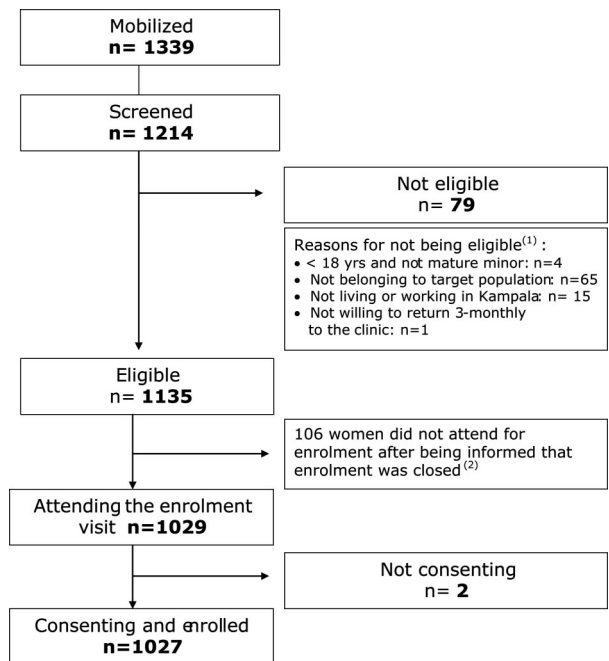 Mobilized
n= 1339
Screened
n= 1214
Not eligible
n= 79
Reasons for not being eligible(1) :
• < 18 yrs and not mature minor: n=4
• Not belonging to target population: n=65
• Not living or working in Kampala: n= 15
• Not willing to return 3-monthly
to the clinic: n=1
Eligible
n= 1135
106 women did not attend for
enrolment after being informed that
enrolment was closed(2)
Attending the enrolment
visit n=1029
Not consenting
n= 2
Consenting and enrolled
n=1027